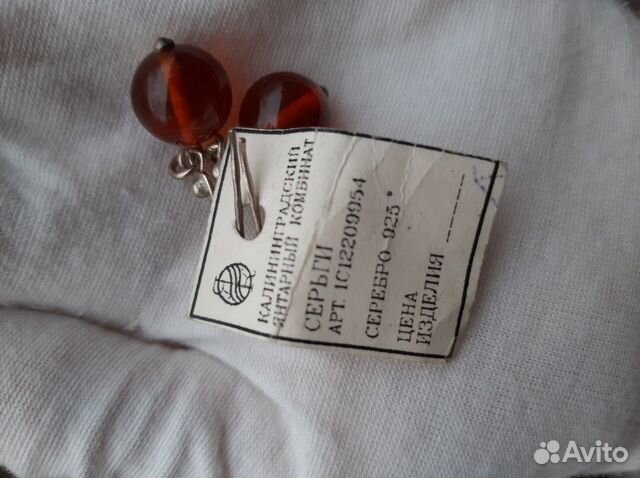 КАЛИНИНГРАДСКИЙ
ЯНТАРНЫЙ КОМБИНАТ
СЕРЬГИ
АРТ. 1С12209954
СЕРЕБРО 925°
ЦЕНА
ИЗДЕЛИЯ
Avito